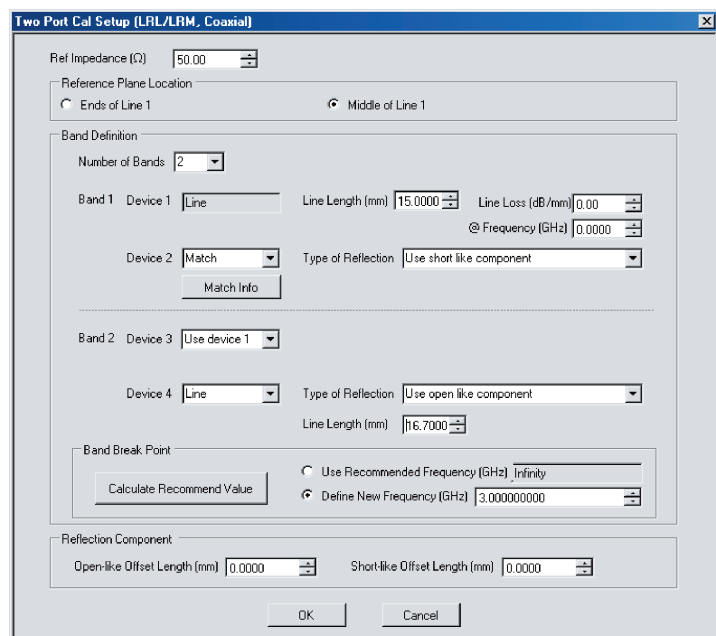 Two Port Cal Setup (LRL/LRM, Coaxial)
Ref Impedance (Ω) 50.00
Reference Plane Location
Ends of Line 1 Middle of Line 1
Band Definition
Number of Bands 2
Band 1 Device 1 Line Line Length (mm) 15.0000 Line Loss (dB/mm) 0.00
@ Frequency (GHz) 0.0000
Device 2 Match Type of Reflection Use short like component
Match Info
Band 2 Device 3 Use device 1
Device 4 Line Type of Reflection Use open like component
Line Length (mm) 16.7000
Band Break Point
Calculate Recommend Value
Use Recommended Frequency (GHz) Infinity
Define New Frequency (GHz) 3.000000000
Reflection Component
Open-like Offset Length (mm) 0.0000 Short-like Offset Length (mm) 0.0000
OK Cancel